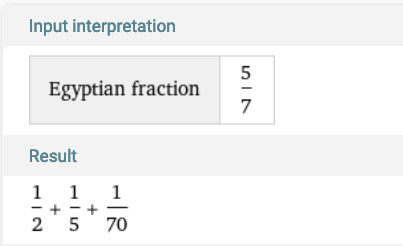 Input interpretation
Egyptian fraction 5/7
Result
1/2 + 1/5 + 1/70